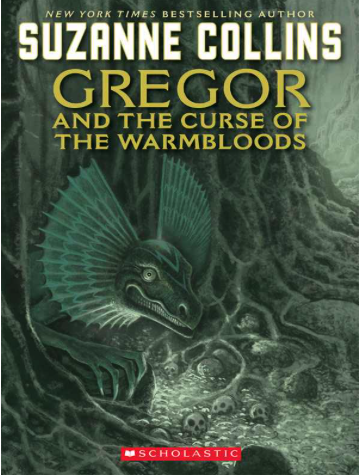 NEW YORK TIMES BESTSELLING AUTHOR
SUZANNE COLLINS
GREGOR
AND THE CURSE OF
THE WARMBLOODS
SCHOLASTIC